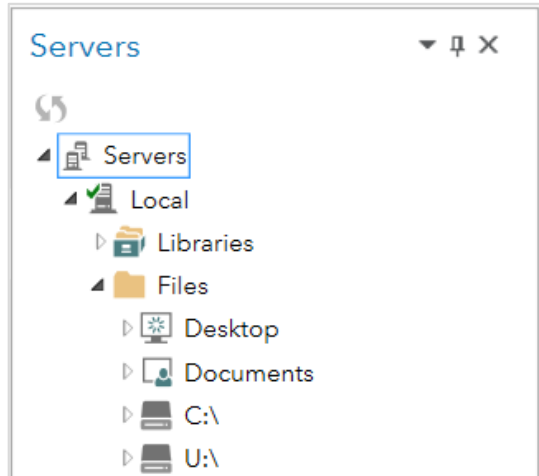 Servers
Servers
Local
Libraries
Files
Desktop
Documents
C:\
U:\